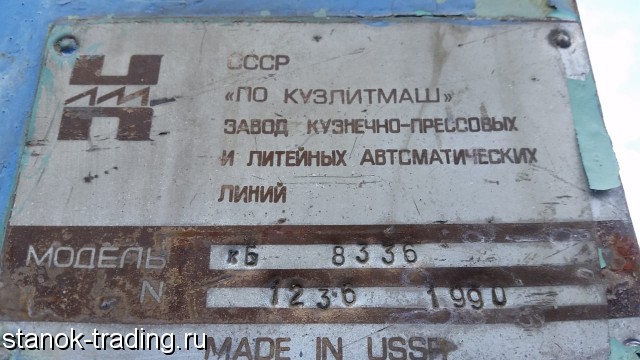 СССР
«ПО КУЗЛИТМАШ»
ЗАВОД КУЗНЕЧНО-ПРЕССОВЫХ
И ЛИТЕЙНЫХ АВТОМАТИЧЕСКИХ
ЛИНИЙ
МОДЕЛЬ КБ 8336
N 1236 1990
MADE IN USSR
stanok-trading.ru